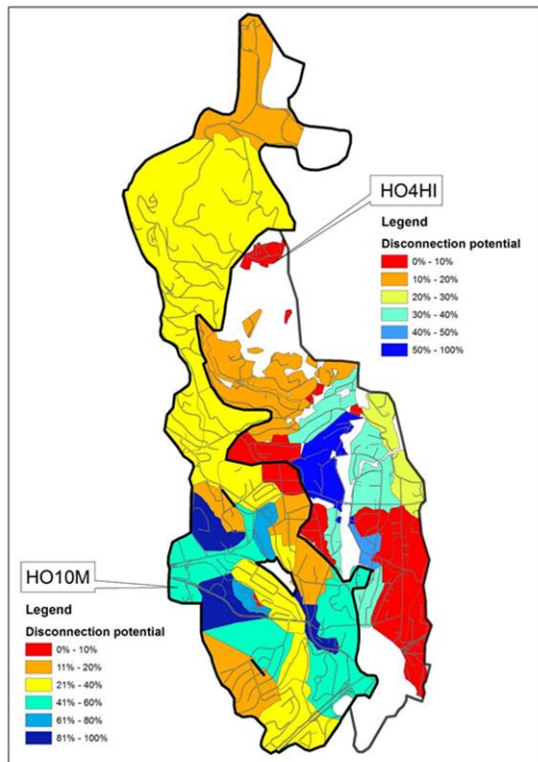 HO4HI
Legend
Disconnection potential
0% - 10%
10% - 20%
20% - 30%
30% - 40%
40% - 50%
50% - 100%
HO10M
Legend
Disconnection potential
0% - 10%
11% - 20%
21% - 40%
41% - 60%
61% - 80%
81% - 100%